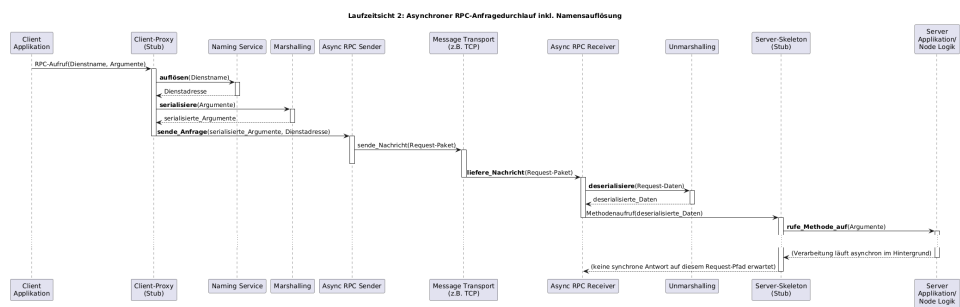 Laufzeitsicht 2: Asynchroner RPC-Anfragedurchlauf inkl. Namensauflösung
Client
Applikation
Client-Proxy
(Stub)
Naming Service
Marshalling
Async RPC Sender
Message Transport
(z.B. TCP)
Async RPC Receiver
Unmarshalling
Server-Skeleton
(Stub)
Server
Applikation/
Node Logik
RPC-Aufruf(Dienstname, Argumente)
auflösen(Dienstname)
Dienstadresse
serialisiere(Argumente)
serialisierte_Argumente
sende_Anfrage(serialisierte_Argumente, Dienstadresse)
sende_Nachricht(Request-Paket)
liefere_Nachricht(Request-Paket)
deserialisiere(Request-Daten)
deserialisierte_Daten
Methodenaufruf(deserialisierte_Daten)
rufe_Methode_auf(Argumente)
(Verarbeitung läuft asynchron im Hintergrund)
(keine synchrone Antwort auf diesem Request-Pfad erwartet)
Client
Applikation
Client-Proxy
(Stub)
Naming Service
Marshalling
Async RPC Sender
Message Transport
(z.B. TCP)
Async RPC Receiver
Unmarshalling
Server-Skeleton
(Stub)
Server
Applikation/
Node Logik